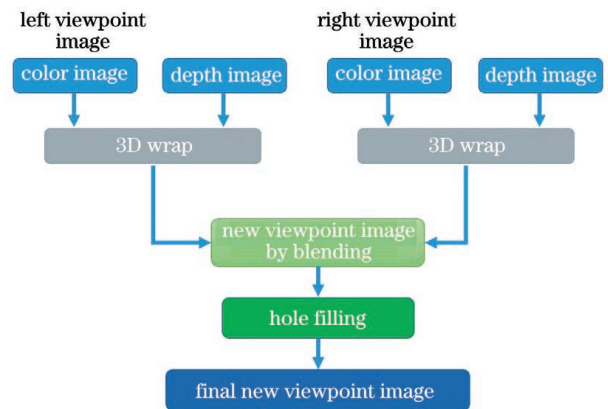 left viewpoint
image
right viewpoint
image
color image
depth image
color image
depth image
3D wrap
3D wrap
new viewpoint image
by blending
hole filling
final new viewpoint image